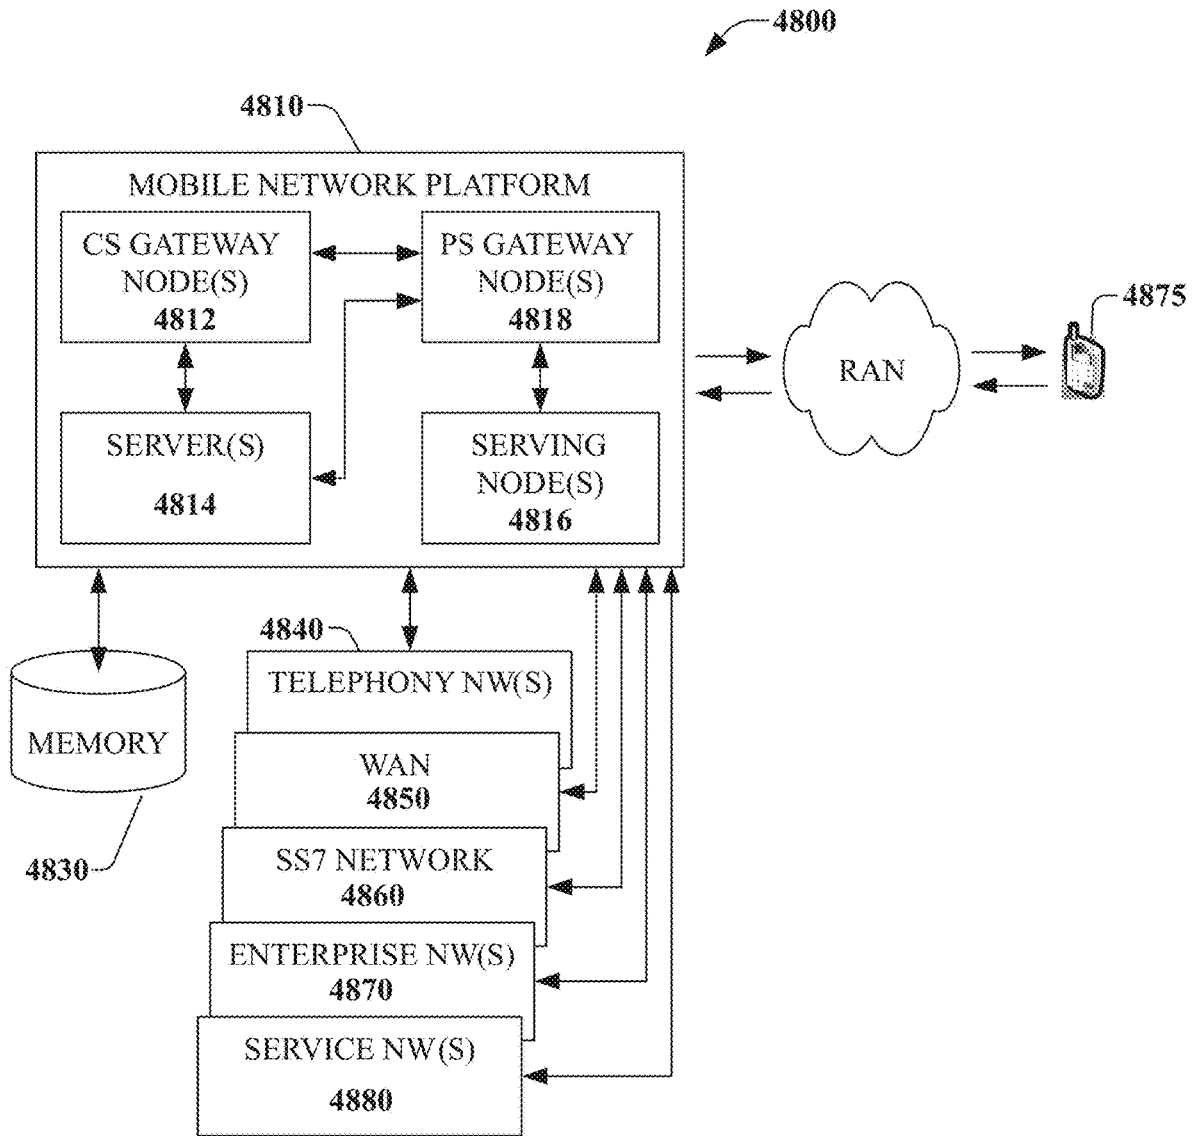 4800
4810
MOBILE NETWORK PLATFORM
CS GATEWAY
NODE(S)
4812
PS GATEWAY
NODE(S)
4818
SERVER(S)
4814
SERVING
NODE(S)
4816
RAN
4875
4840
TELEPHONY NW(S)
MEMORY
4830
WAN
4850
SS7 NETWORK
4860
ENTERPRISE NW(S)
4870
SERVICE NW(S)
4880